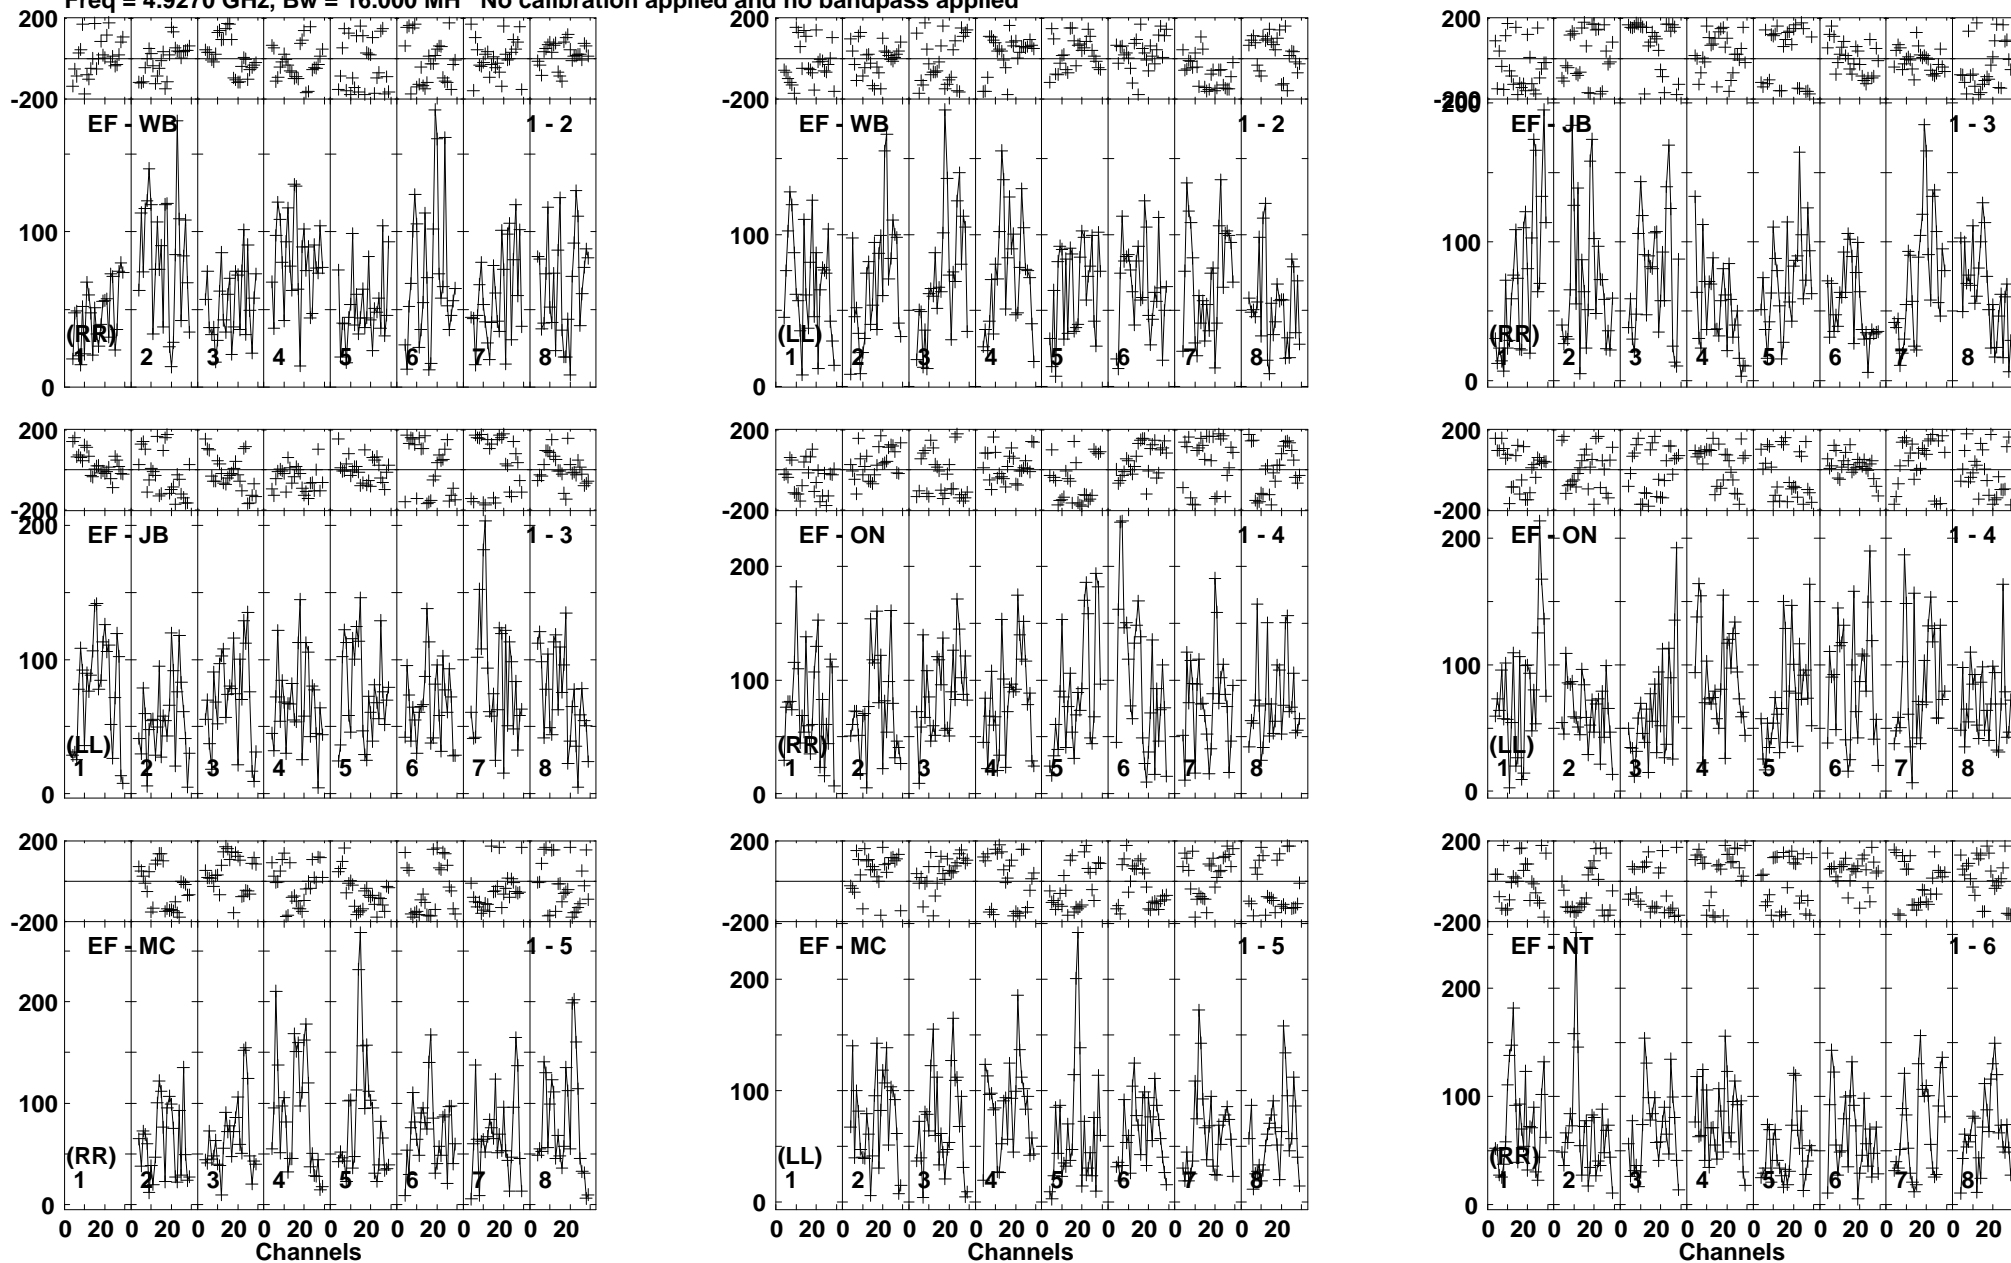 Freq = 4.9270 GHz, Bw = 16.000 MH No calibration applied and no bandpass applied
200 200 200
-200 -200 -200
200
EF - WB 1 - 2 EF - WB 1 - 2 EF - JB 1 - 3
100 100 100
(RR) (LL) (RR)
1 2 3 4 5 6 7 8 1 2 3 4 5 6 7 8 1 2 3 4 5 6 7 8
0 0 0
200 200 200
-200 -200 -200
200
EF - JB 1 - 3 EF - ON 1 - 4 EF - ON 1 - 4
200 200
100 100 100
(LL) (RR) (LL)
1 2 3 4 5 6 7 8 1 2 3 4 5 6 7 8 1 2 3 4 5 6 7 8
0 0 0
200 200 200
-200 -200 -200
EF - MC 1 - 5 EF - MC 1 - 5 EF - NT 1 - 6
200 200 200
100 100 100
(RR) (LL) (RR)
1 2 3 4 5 6 7 8 1 2 3 4 5 6 7 8 1 2 3 4 5 6 7 8
0 0 0
0 20 0 20 0 20 0 20 0 20 0 20 0 20 0 20 0 20 0 20 0 20 0 20 0 20 0 20 0 20 0 20 0 20 0 20 0 20 0 20 0 20 0 20 0 20 0 20
Channels Channels Channels